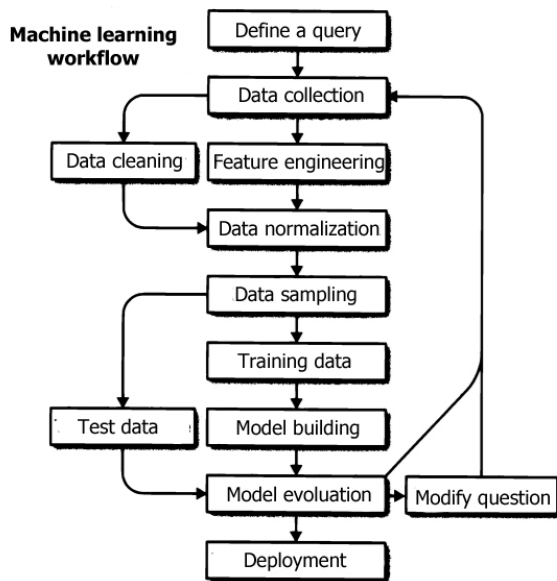 Machine learning
workflow
Define a query
Data collection
Data cleaning
Feature engineering
Data normalization
Data sampling
Training data
Test data
Model building
Model evoluation
Modify question
Deployment